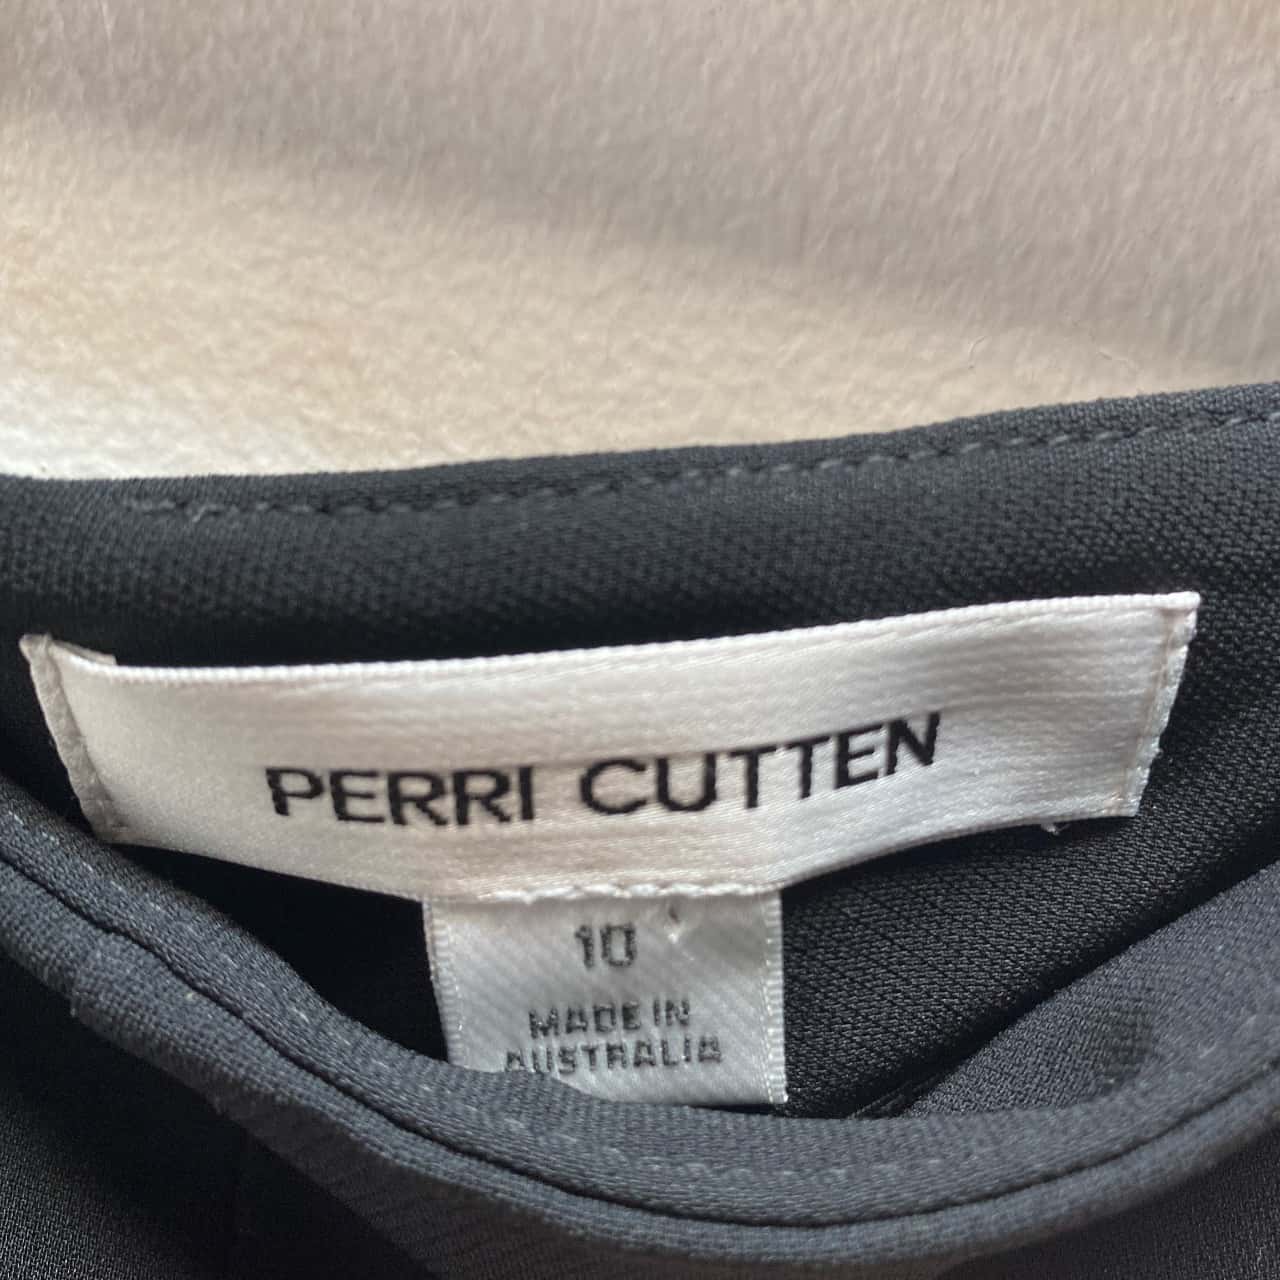 PERRI CUTTEN
10
MADE IN
AUSTRALIA